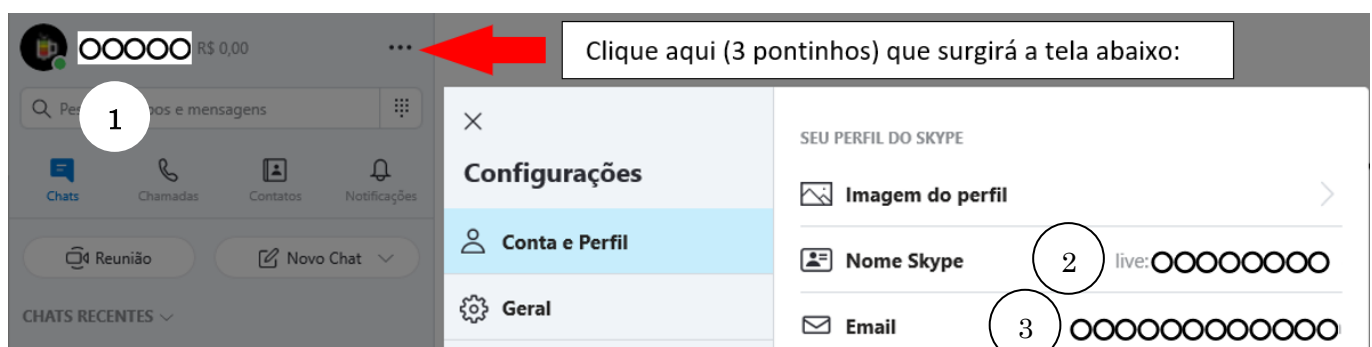 OOOOO R$ 0,00 ...
Clique aqui (3 pontinhos) que surgirá a tela abaixo:
1
e mensagens
Chats Chamadas Contatos Notificações
Reunião Novo Chat
CHATS RECENTES
Configurações
Conta e Perfil
Geral
SEU PERFIL DO SKYPE
Imagem do perfil
Nome Skype 2 live:OOOOOOOO
Email 3 OOOOOOOOOOOO